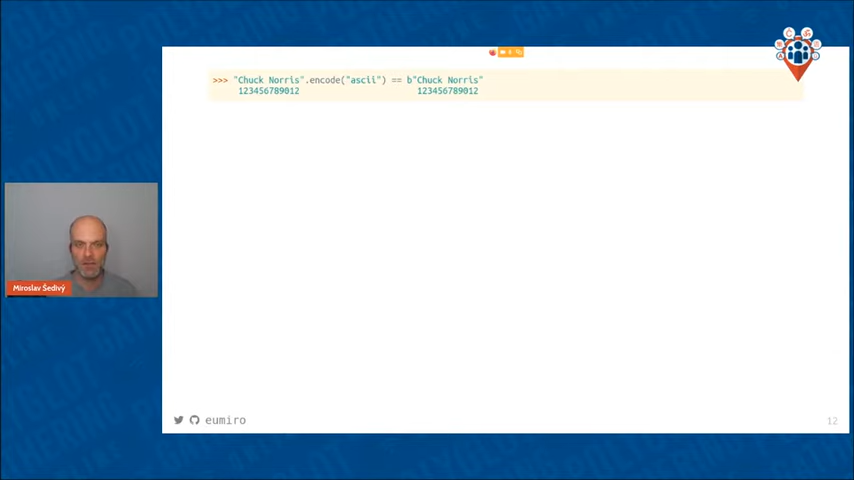 >>> "Chuck Norris".encode("ascii") == b"Chuck Norris"
123456789012 123456789012
Miroslav Šedivý
eumiro
12